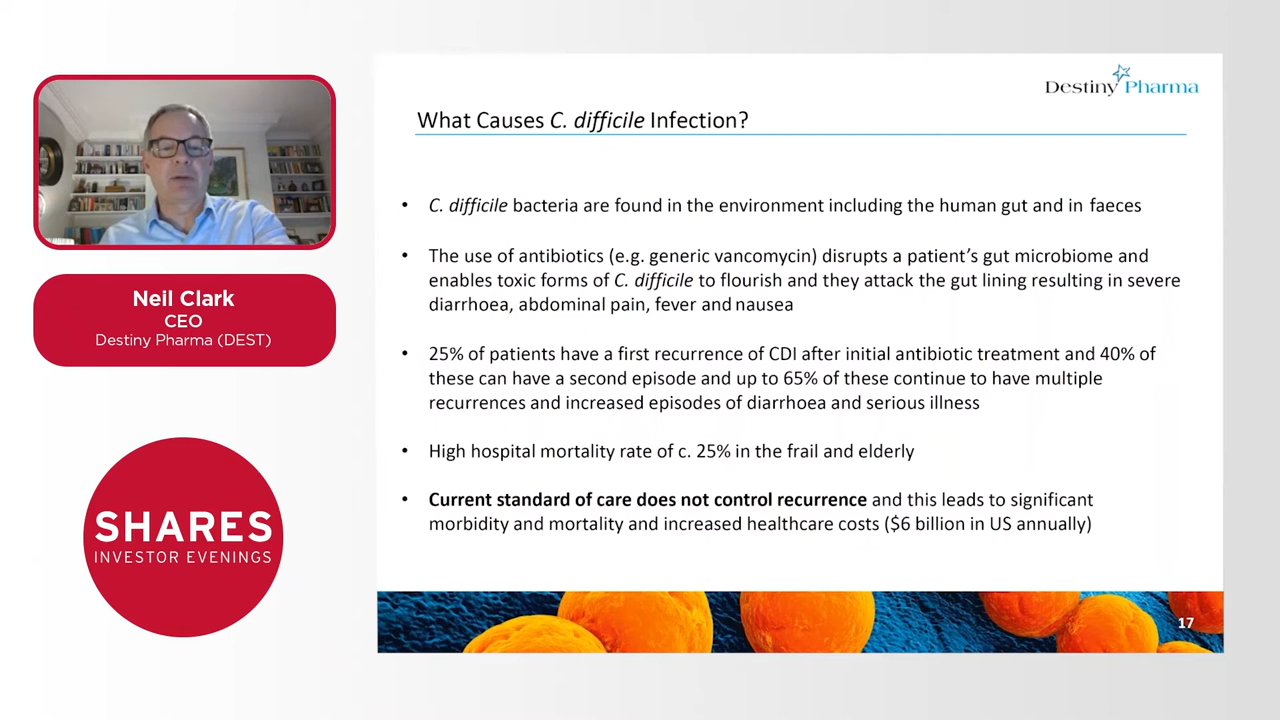 Destiny Pharma
What Causes C. difficile Infection?
• C. difficile bacteria are found in the environment including the human gut and in faeces
• The use of antibiotics (e.g. generic vancomycin) disrupts a patient’s gut microbiome and
enables toxic forms of C. difficile to flourish and they attack the gut lining resulting in severe
diarrhoea, abdominal pain, fever and nausea
• 25% of patients have a first recurrence of CDI after initial antibiotic treatment and 40% of
these can have a second episode and up to 65% of these continue to have multiple
recurrences and increased episodes of diarrhoea and serious illness
• High hospital mortality rate of c. 25% in the frail and elderly
• Current standard of care does not control recurrence and this leads to significant
morbidity and mortality and increased healthcare costs ($6 billion in US annually)
17
Neil Clark
CEO
Destiny Pharma (DEST)
SHARES
INVESTOR EVENINGS